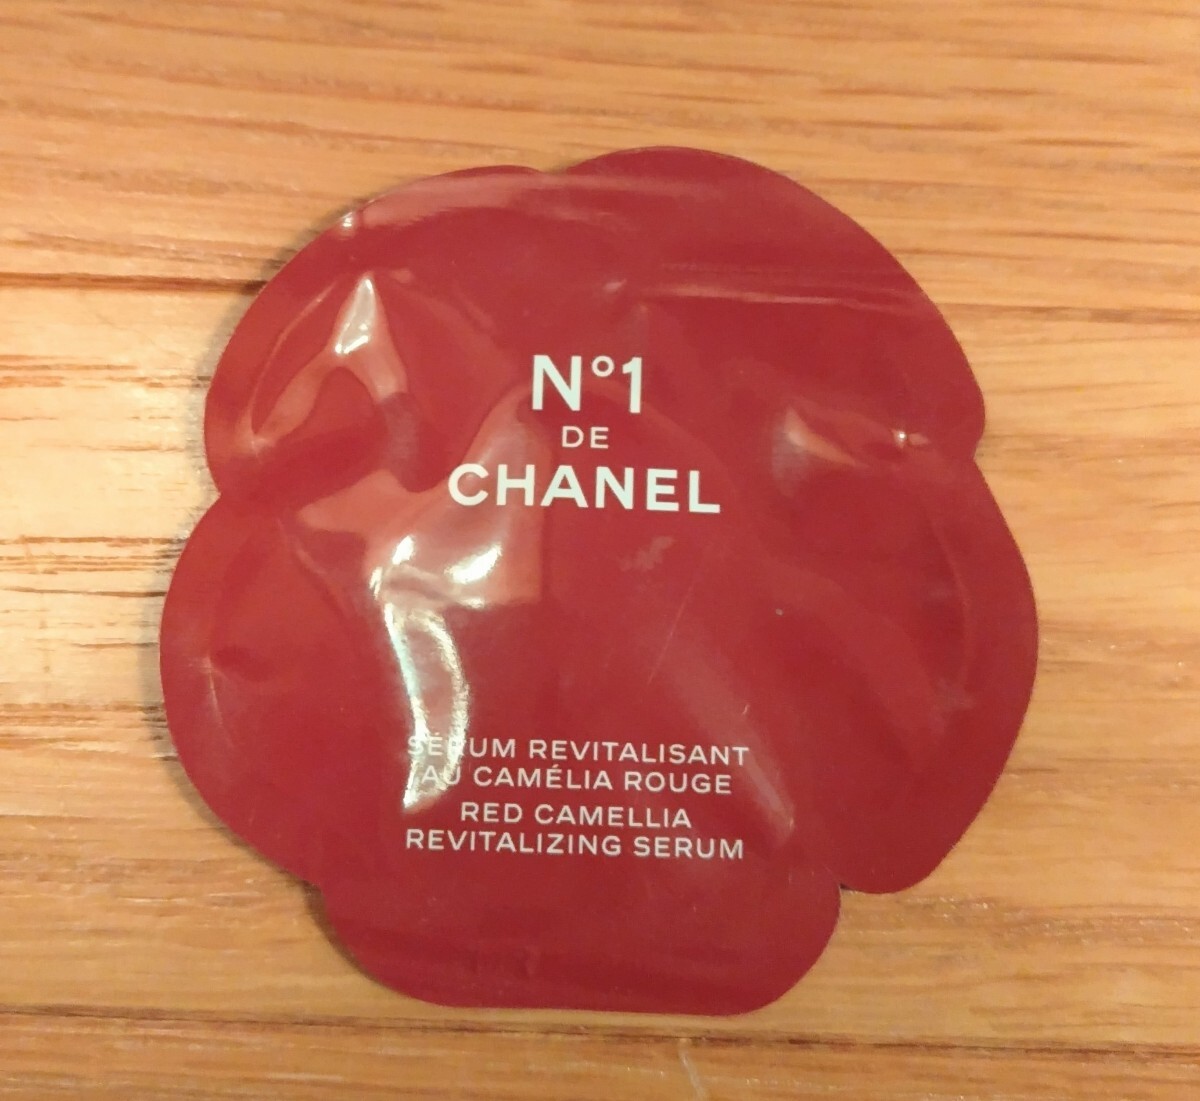 N°1
DE
CHANEL
SÉRUM REVITALISANT
AU CAMÉLIA ROUGE
RED CAMELLIA
REVITALIZING SERUM